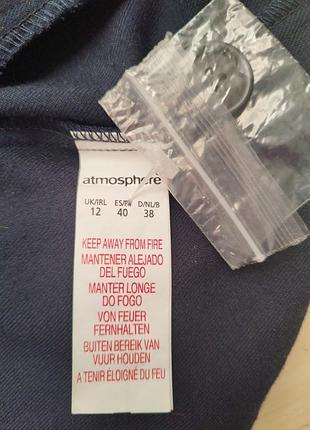 atmosphere
UK/IRL ES/P# D/NL/B
12 40 38
KEEP AWAY FROM FIRE
MANTENER ALEJADO
DEL FUEGO
MANTER LONGE
DO FOGO
VON FEUER
FERNHALTEN
BUITEN BEREIK VAN
VUUR HOUDEN
A TENIR ÉLOIGNÉ DU FEU